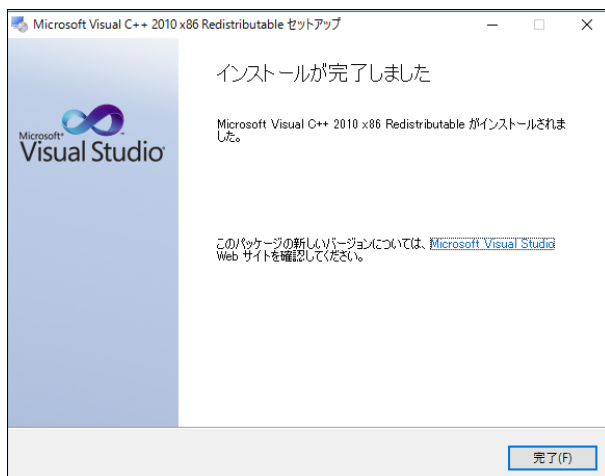 Microsoft Visual C++ 2010 x86 Redistributable セットアップ
インストールが完了しました
Microsoft Visual C++ 2010 x86 Redistributable がインストールされま
した。
Microsoft®
Visual Studio®
このパッケージの新しいバージョンについては、Microsoft Visual Studio
Web サイトを確認してください。
完了(F)